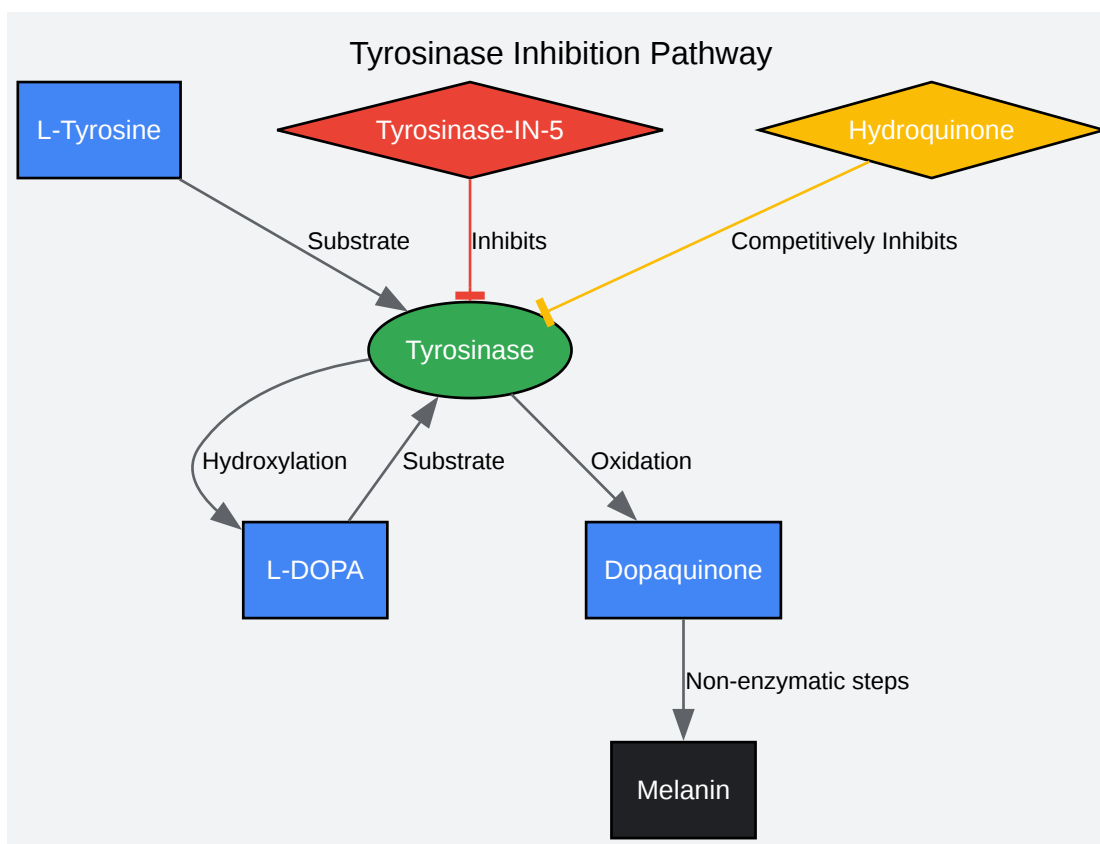 Tyrosinase Inhibition Pathway
L-Tyrosine
Tyrosinase-IN-5
Hydroquinone
Substrate
Inhibits
Competitively Inhibits
Tyrosinase
Hydroxylation
Substrate
Oxidation
L-DOPA
Dopaquinone
Non-enzymatic steps
Melanin